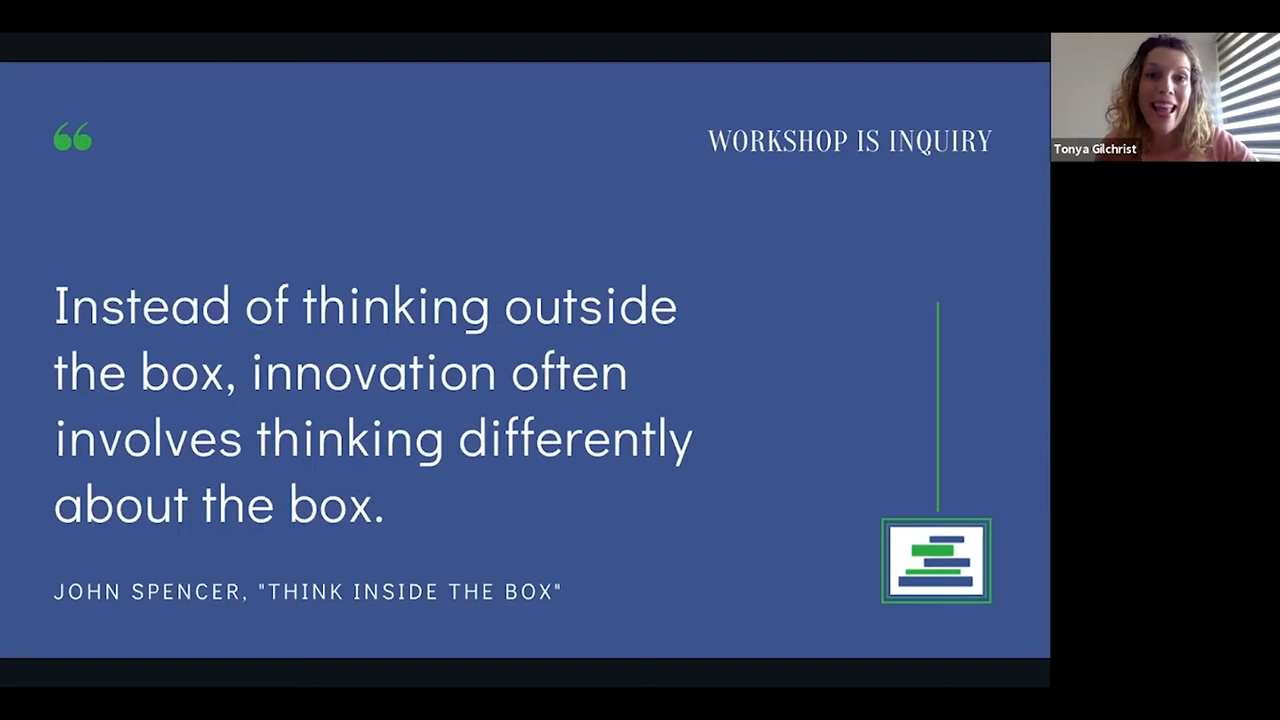 WORKSHOP IS INQUIRY
Tonya Gilchrist
Instead of thinking outside
the box, innovation often
involves thinking differently
about the box.
JOHN SPENCER, "THINK INSIDE THE BOX"